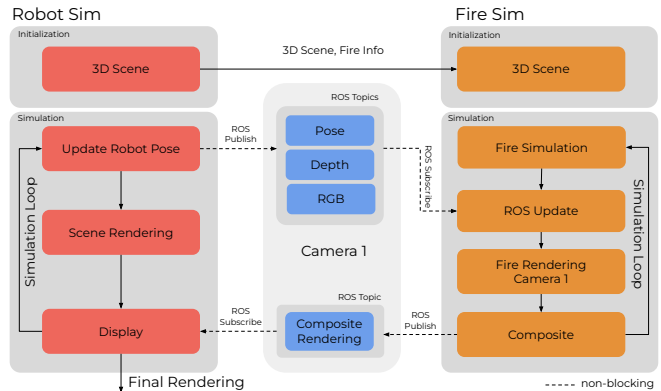 Robot Sim
Fire Sim
Initialization
3D Scene
3D Scene, Fire Info
Initialization
3D Scene
Simulation
Update Robot Pose
Scene Rendering
Display
Simulation Loop
Final Rendering
ROS
Publish
ROS Topics
Pose
Depth
RGB
Camera 1
ROS Topic
Composite
Rendering
ROS
Subscribe
ROS Subscribe
ROS
Publish
Simulation
Fire Simulation
ROS Update
Fire Rendering
Camera 1
Composite
Simulation Loop
non-blocking